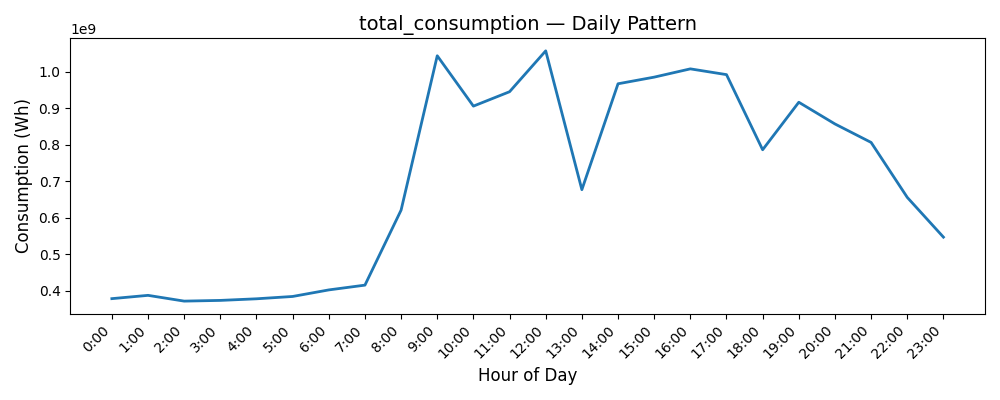 total_consumption — Daily Pattern
1e9
Consumption (Wh)
1.0
0.9
0.8
0.7
0.6
0.5
0.4
0:00 1:00 2:00 3:00 4:00 5:00 6:00 7:00 8:00 9:00 10:00 11:00 12:00 13:00 14:00 15:00 16:00 17:00 18:00 19:00 20:00 21:00 22:00 23:00
Hour of Day